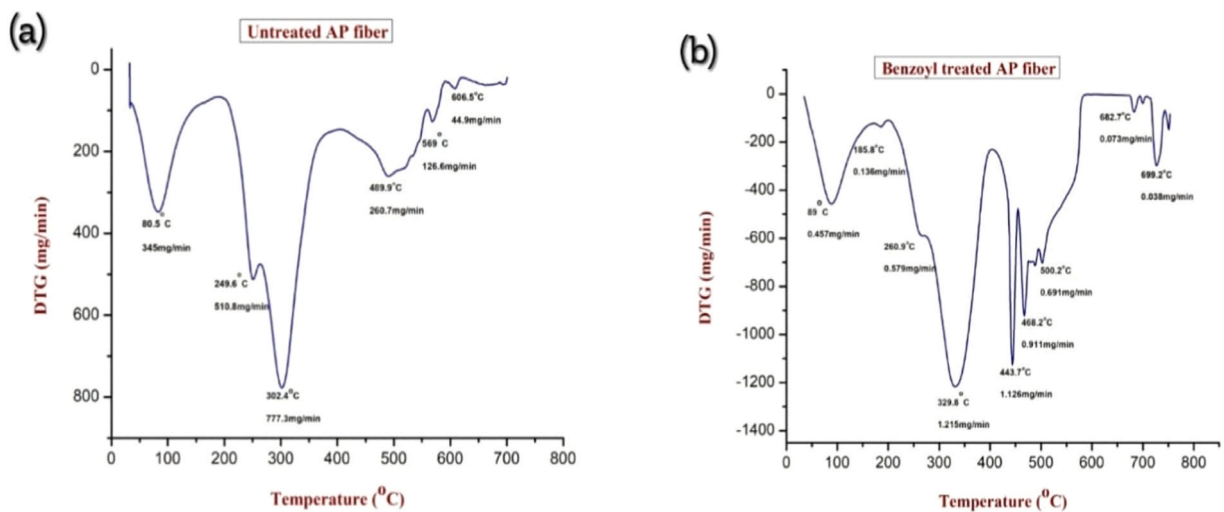 (a)
Untreated AP fiber
0
200
400
600
800
DTG (mg/min)
80.5°C
345mg/min
249.6°C
510.8mg/min
302.4°C
777.3mg/min
489.9°C
260.7mg/min
569°C
126.6mg/min
606.5°C
44.9mg/min
0 100 200 300 400 500 600 700 800
Temperature (°C)
(b)
Benzoyl treated AP fiber
0
-200
-400
-600
-800
-1000
-1200
-1400
DTG (mg/min)
89°C
0.457mg/min
185.8°C
0.136mg/min
260.9°C
0.579mg/min
329.8°C
1.215mg/min
443.7°C
1.126mg/min
468.2°C
0.911mg/min
500.2°C
0.691mg/min
682.7°C
0.073mg/min
699.2°C
0.038mg/min
0 100 200 300 400 500 600 700 800
Temperature (°C)